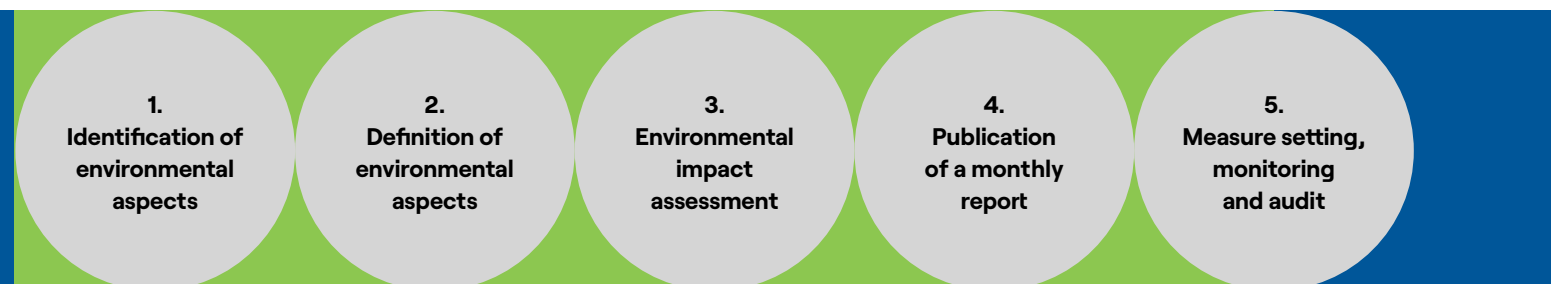 1.
Identification of
environmental
aspects
2.
Definition of
environmental
aspects
3.
Environmental
impact
assessment
4.
Publication
of a monthly
report
5.
Measure setting,
monitoring
and audit